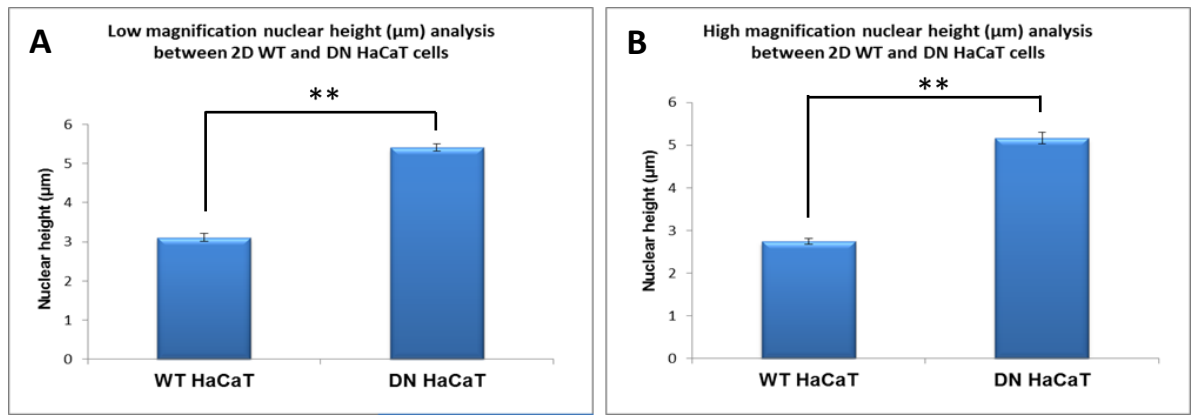 A
Low magnification nuclear height (µm) analysis
between 2D WT and DN HaCaT cells
**
Nuclear height (µm)
6
5
4
3
2
1
0
WT HaCaT
DN HaCaT
B
High magnification nuclear height (µm) analysis
between 2D WT and DN HaCaT cells
**
Nuclear height (µm)
6
5
4
3
2
1
0
WT HaCaT
DN HaCaT